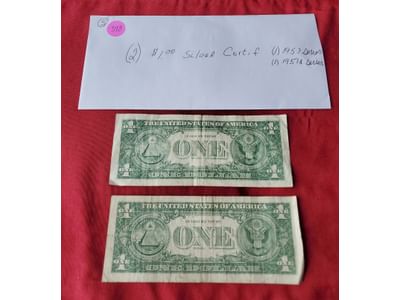 (2) $1.00 Silver Certif (1) 1957 Series
(1) 1957A Series
THE UNITED STATES OF AMERICA
ONE
ONE DOLLAR
THE UNITED STATES OF AMERICA
ONE
ONE DOLLAR